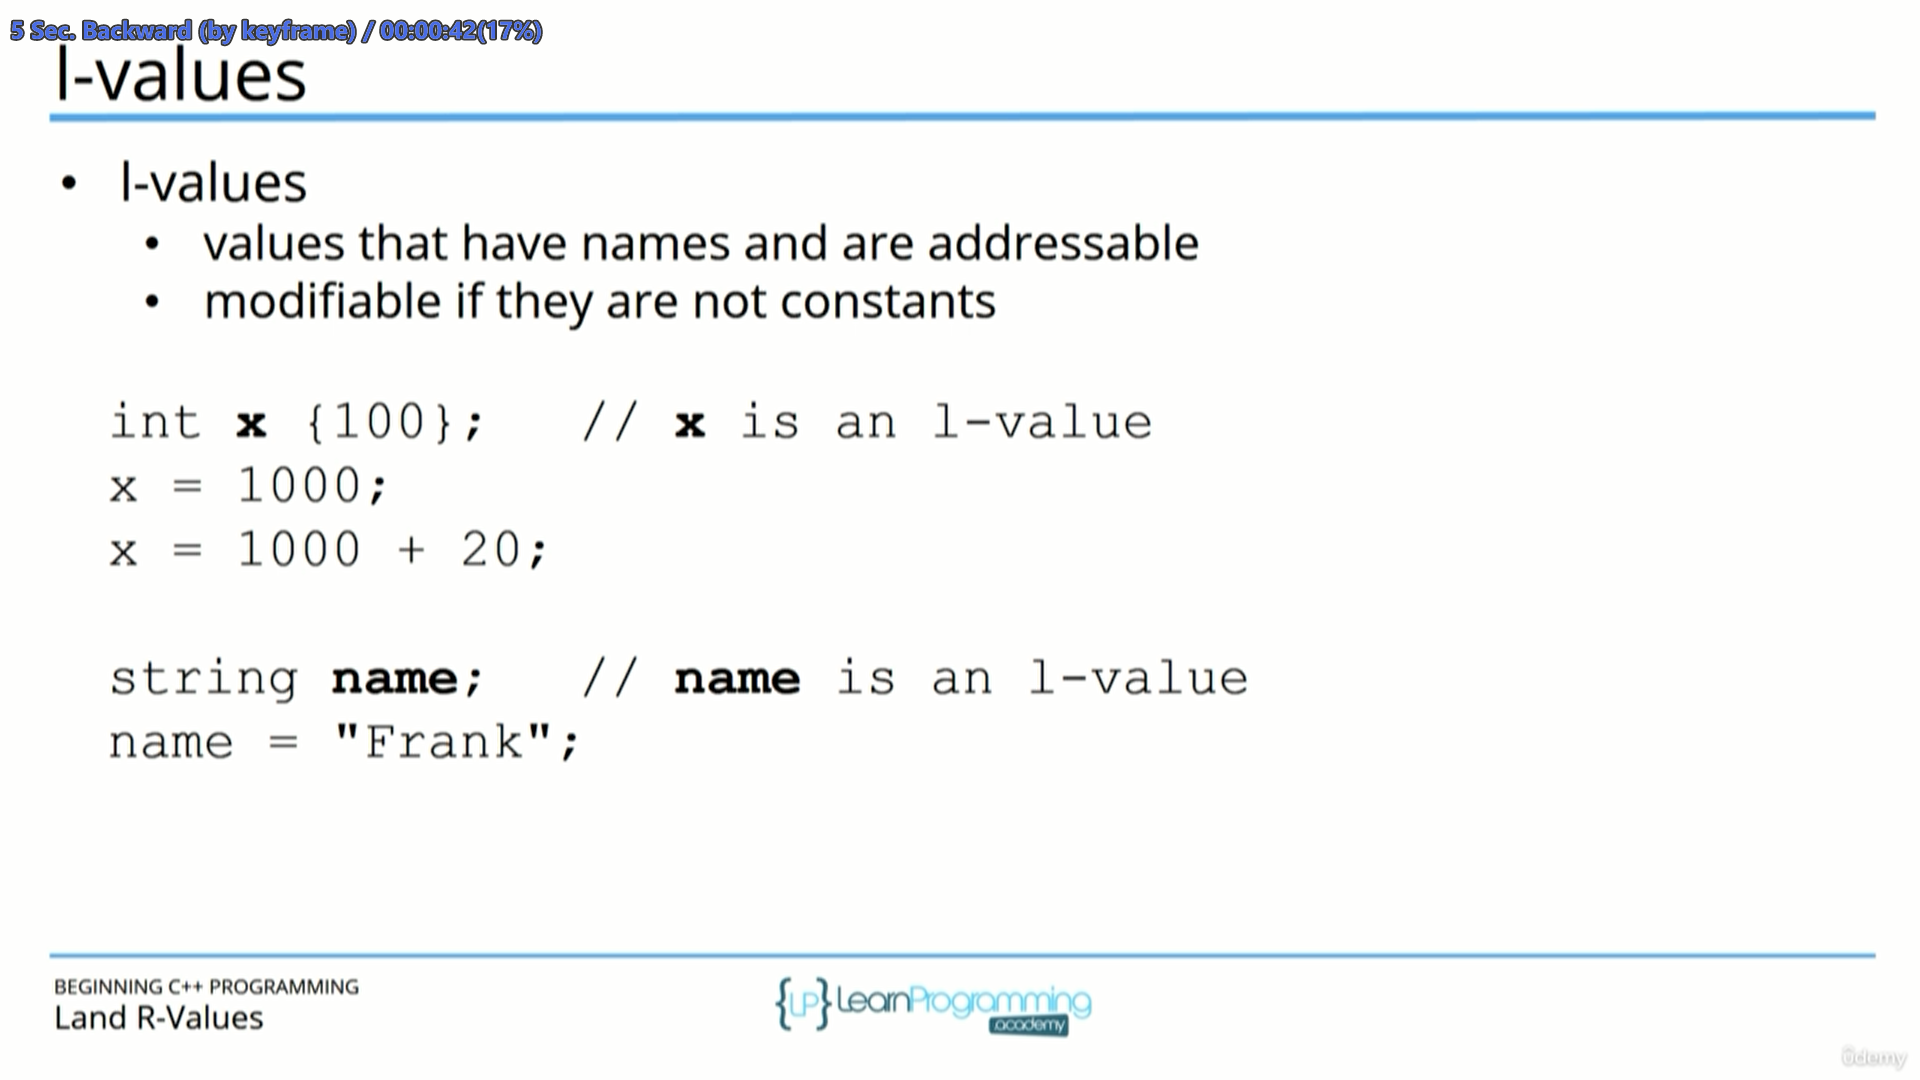 5 Sec. Backward (by keyframe) / 00:00:42(17%)
l-values
• l-values
• values that have names and are addressable
• modifiable if they are not constants
int x {100};   // x is an l-value
x = 1000;
x = 1000 + 20;
string name;   // name is an l-value
name = "Frank";
BEGINNING C++ PROGRAMMING
Land R-Values
{LP} LearnProgramming
academy
ûdemy